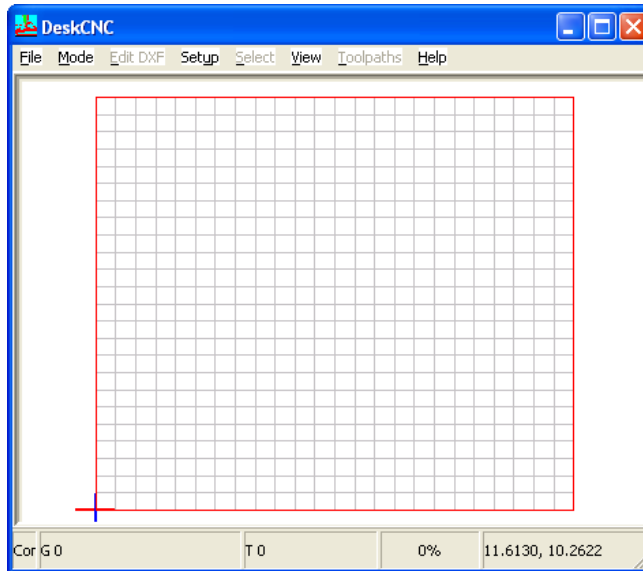 DeskCNC
File Mode Edit DXF Setup Select View Toolpaths Help
Cor G 0 T 0 0% 11.6130, 10.2622